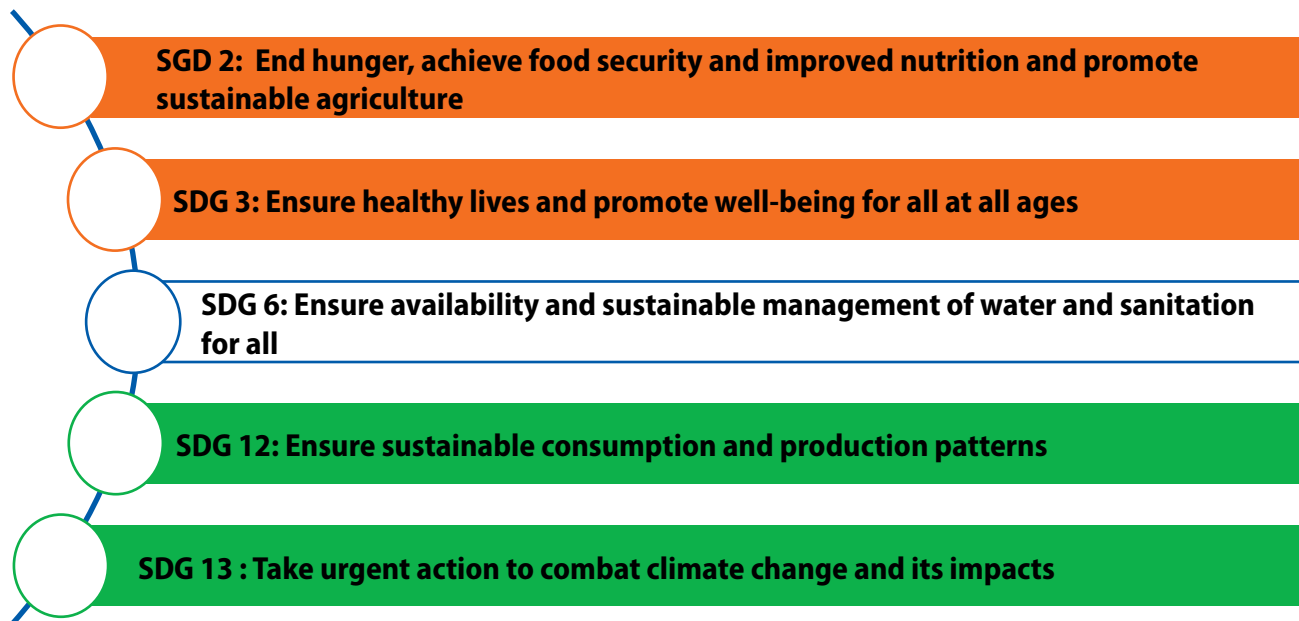 SGD 2:  End hunger, achieve food security and improved nutrition and promote
sustainable agriculture
SDG 3: Ensure healthy lives and promote well-being for all at all ages
SDG 6: Ensure availability and sustainable management of water and sanitation
for all
SDG 12: Ensure sustainable consumption and production patterns
SDG 13 : Take urgent action to combat climate change and its impacts